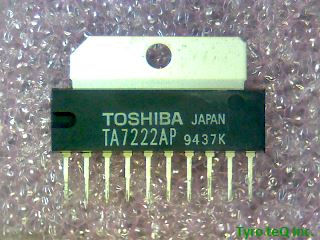 TOSHIBA JAPAN
TA7222AP 9437K
Tyro teQ Inc.